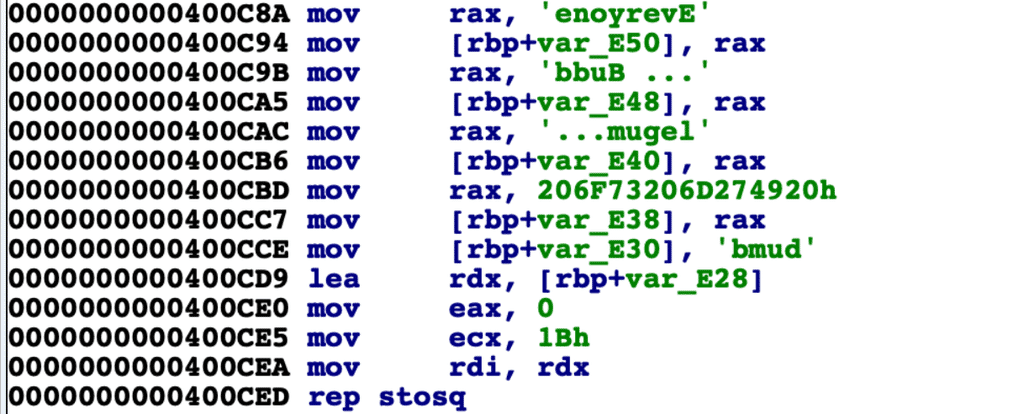 0000000000400C8A mov rax, 'enoyrevE'
0000000000400C94 mov [rbp+var_E50], rax
0000000000400C9B mov rax, 'bbuB ...'
0000000000400CA5 mov [rbp+var_E48], rax
0000000000400CAC mov rax, '...mugel'
0000000000400CB6 mov [rbp+var_E40], rax
0000000000400CBD mov rax, 206F73206D274920h
0000000000400CC7 mov [rbp+var_E38], rax
0000000000400CCE mov [rbp+var_E30], 'bmud'
0000000000400CD9 lea rdx, [rbp+var_E28]
0000000000400CE0 mov eax, 0
0000000000400CE5 mov ecx, 1Bh
0000000000400CEA mov rdi, rdx
0000000000400CED rep stosq